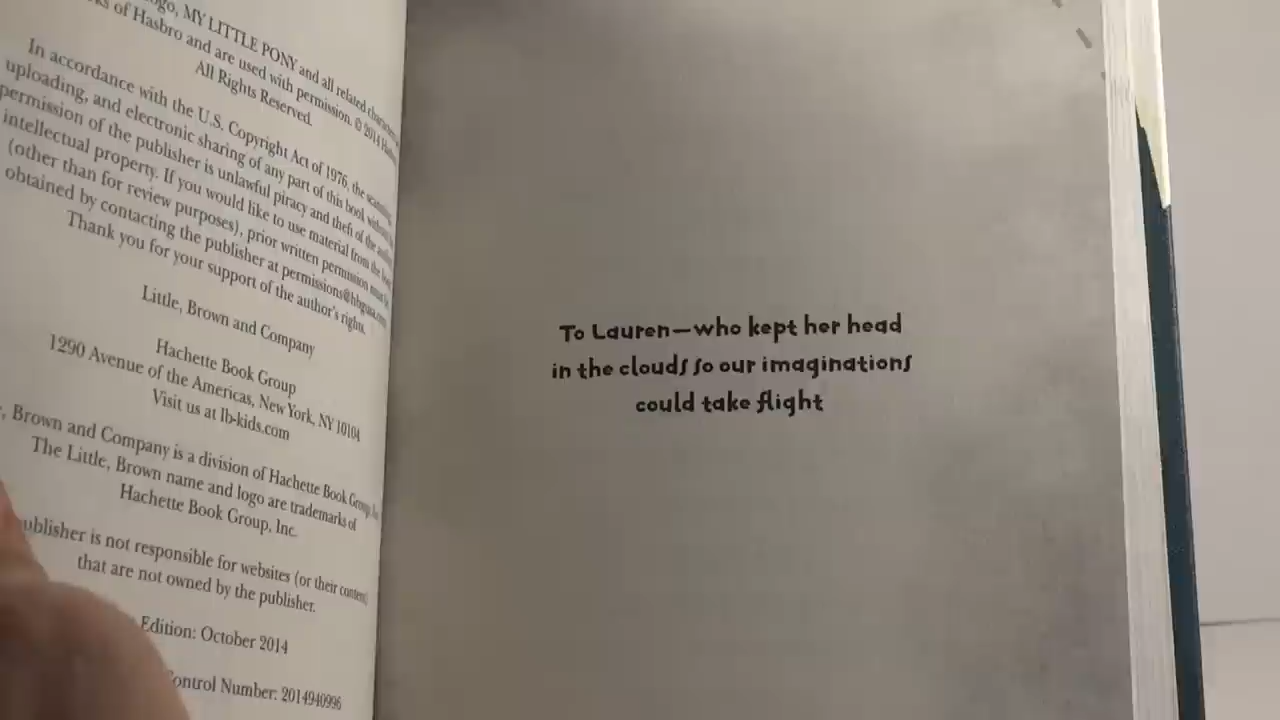 ogo, MY LITTLE PONY and all related characters
ks of Hasbro and are used with permission. © 2014
All Rights Reserved.
In accordance with the U.S. Copyright Act of 1976, the scanning,
uploading, and electronic sharing of any part of this book without
permission of the publisher is unlawful piracy and theft of the
intellectual property. If you would like to use material from the book
(other than for review purposes), prior written permission must be
obtained by contacting the publisher at permissions@hbgusa.com.
Thank you for your support of the author's rights.
Little, Brown and Company
Hachette Book Group
1290 Avenue of the Americas, New York, NY 10104
Visit us at lb-kids.com
, Brown and Company is a division of Hachette Book Group, Inc.
The Little, Brown name and logo are trademarks of
Hachette Book Group, Inc.
ublisher is not responsible for websites (or their content)
that are not owned by the publisher.
Edition: October 2014
ontrol Number: 2014940996
To Lauren—who kept her head
in the clouds so our imaginations
could take flight